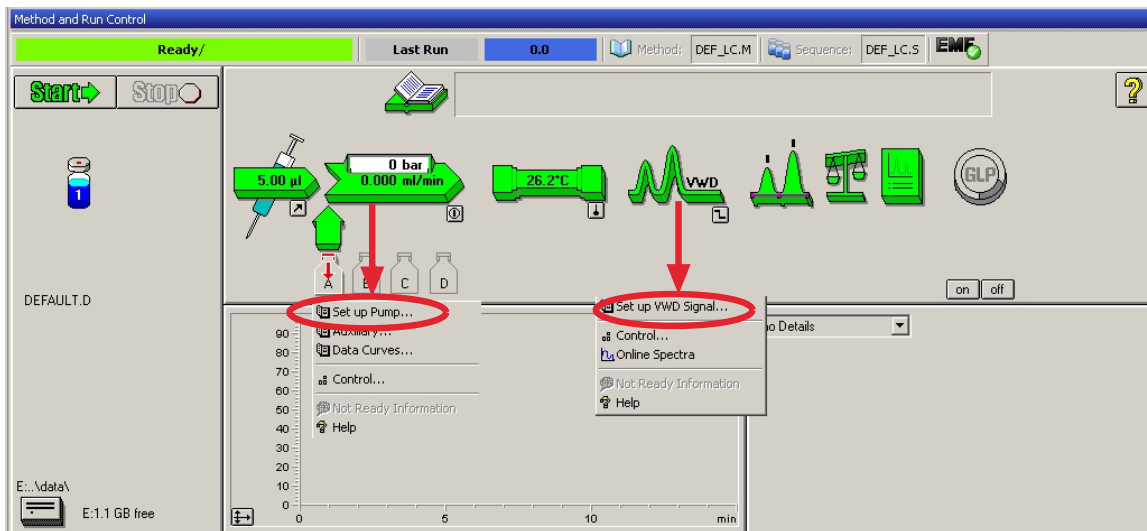 Method and Run Control
Ready/ Last Run 0.0 Method: DEF_LC.M Sequence: DEF_LC.S EMF
Start Stop
?
0 bar
5.00 µl 0.000 ml/min 26.2°C VWD GLP
1
A B C D
on off
DEFAULT.D
Set up Pump...
Auxiliary...
Data Curves...
Control...
Not Ready Information
Help
Set up VWD Signal...
Control...
Online Spectra
Not Ready Information
Help
no Details
90
80
70
60
50
40
30
20
10
0
0 5 10 min
E:..\data\
E:1.1 GB free